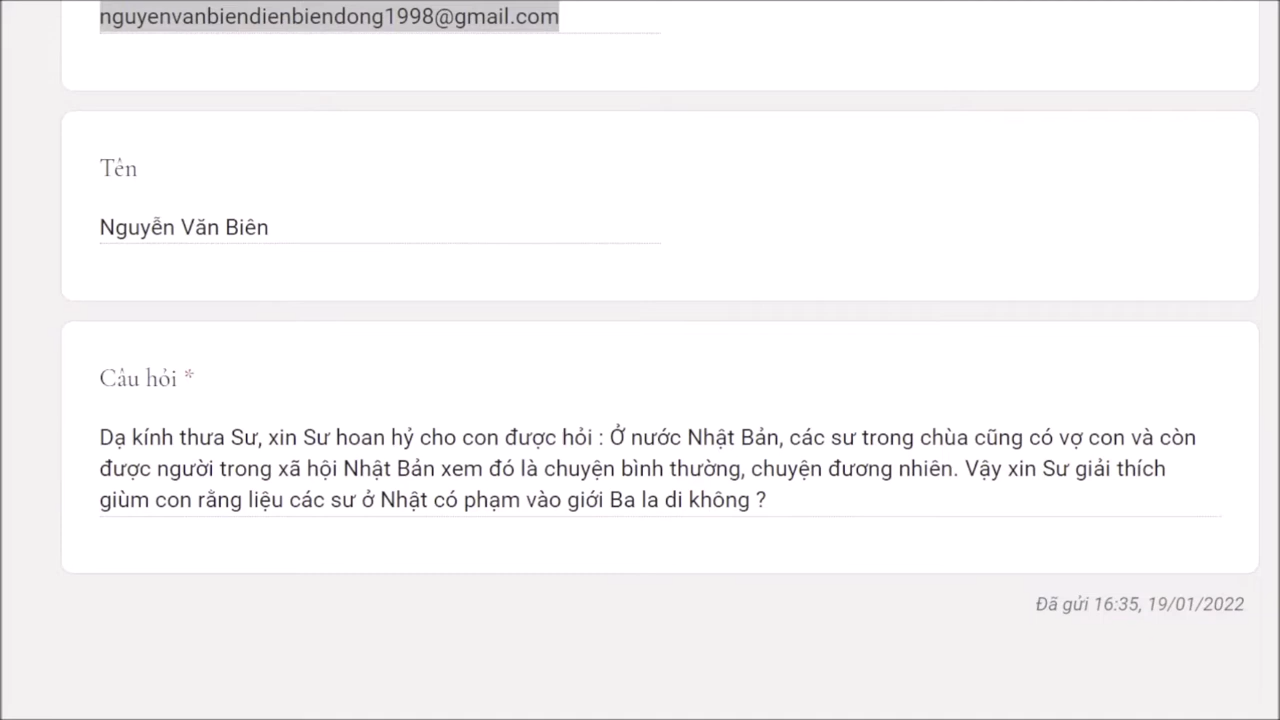 nguyenvanbiendienbiendong1998@gmail.com
Tên
Nguyễn Văn Biên
Câu hỏi *
Dạ kính thưa Sư, xin Sư hoan hỷ cho con được hỏi : Ở nước Nhật Bản, các sư trong chùa cũng có vợ con và còn
được người trong xã hội Nhật Bản xem đó là chuyện bình thường, chuyện đương nhiên. Vậy xin Sư giải thích
giùm con rằng liệu các sư ở Nhật có phạm vào giới Ba la di không ?
Đã gửi 16:35, 19/01/2022